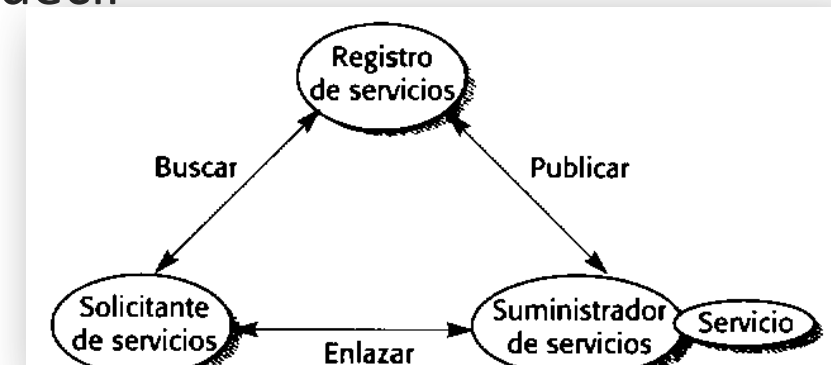 Registro
de servicios
Buscar
Publicar
Solicitante
de servicios
Enlazar
Suministrador
de servicios
Servicio